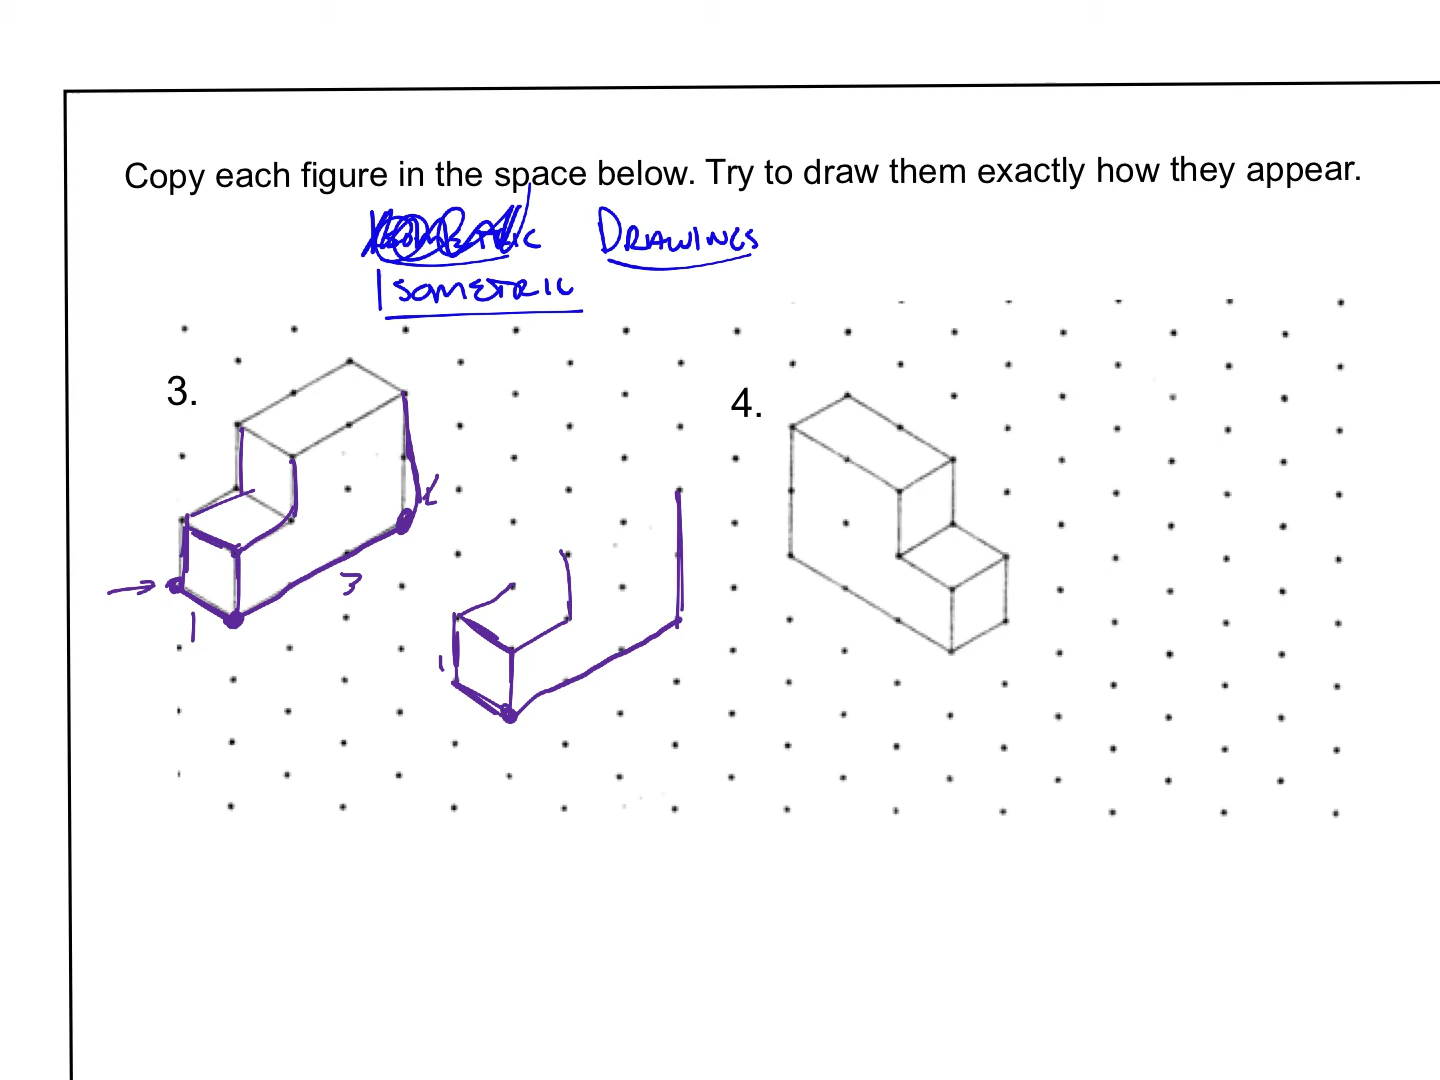 Copy each figure in the space below. Try to draw them exactly how they appear.
DRAWINGS
ISOMETRIC
3.
4.
2
3
1
1